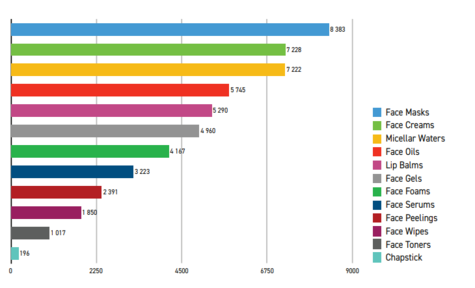 8 383
7 228
7 222
5 745
5 290
4 960
4 167
3 223
2 391
1 850
1 017
196
0 2250 4500 6750 9000
Face Masks
Face Creams
Micellar Waters
Face Oils
Lip Balms
Face Gels
Face Foams
Face Serums
Face Peelings
Face Wipes
Face Toners
Chapstick